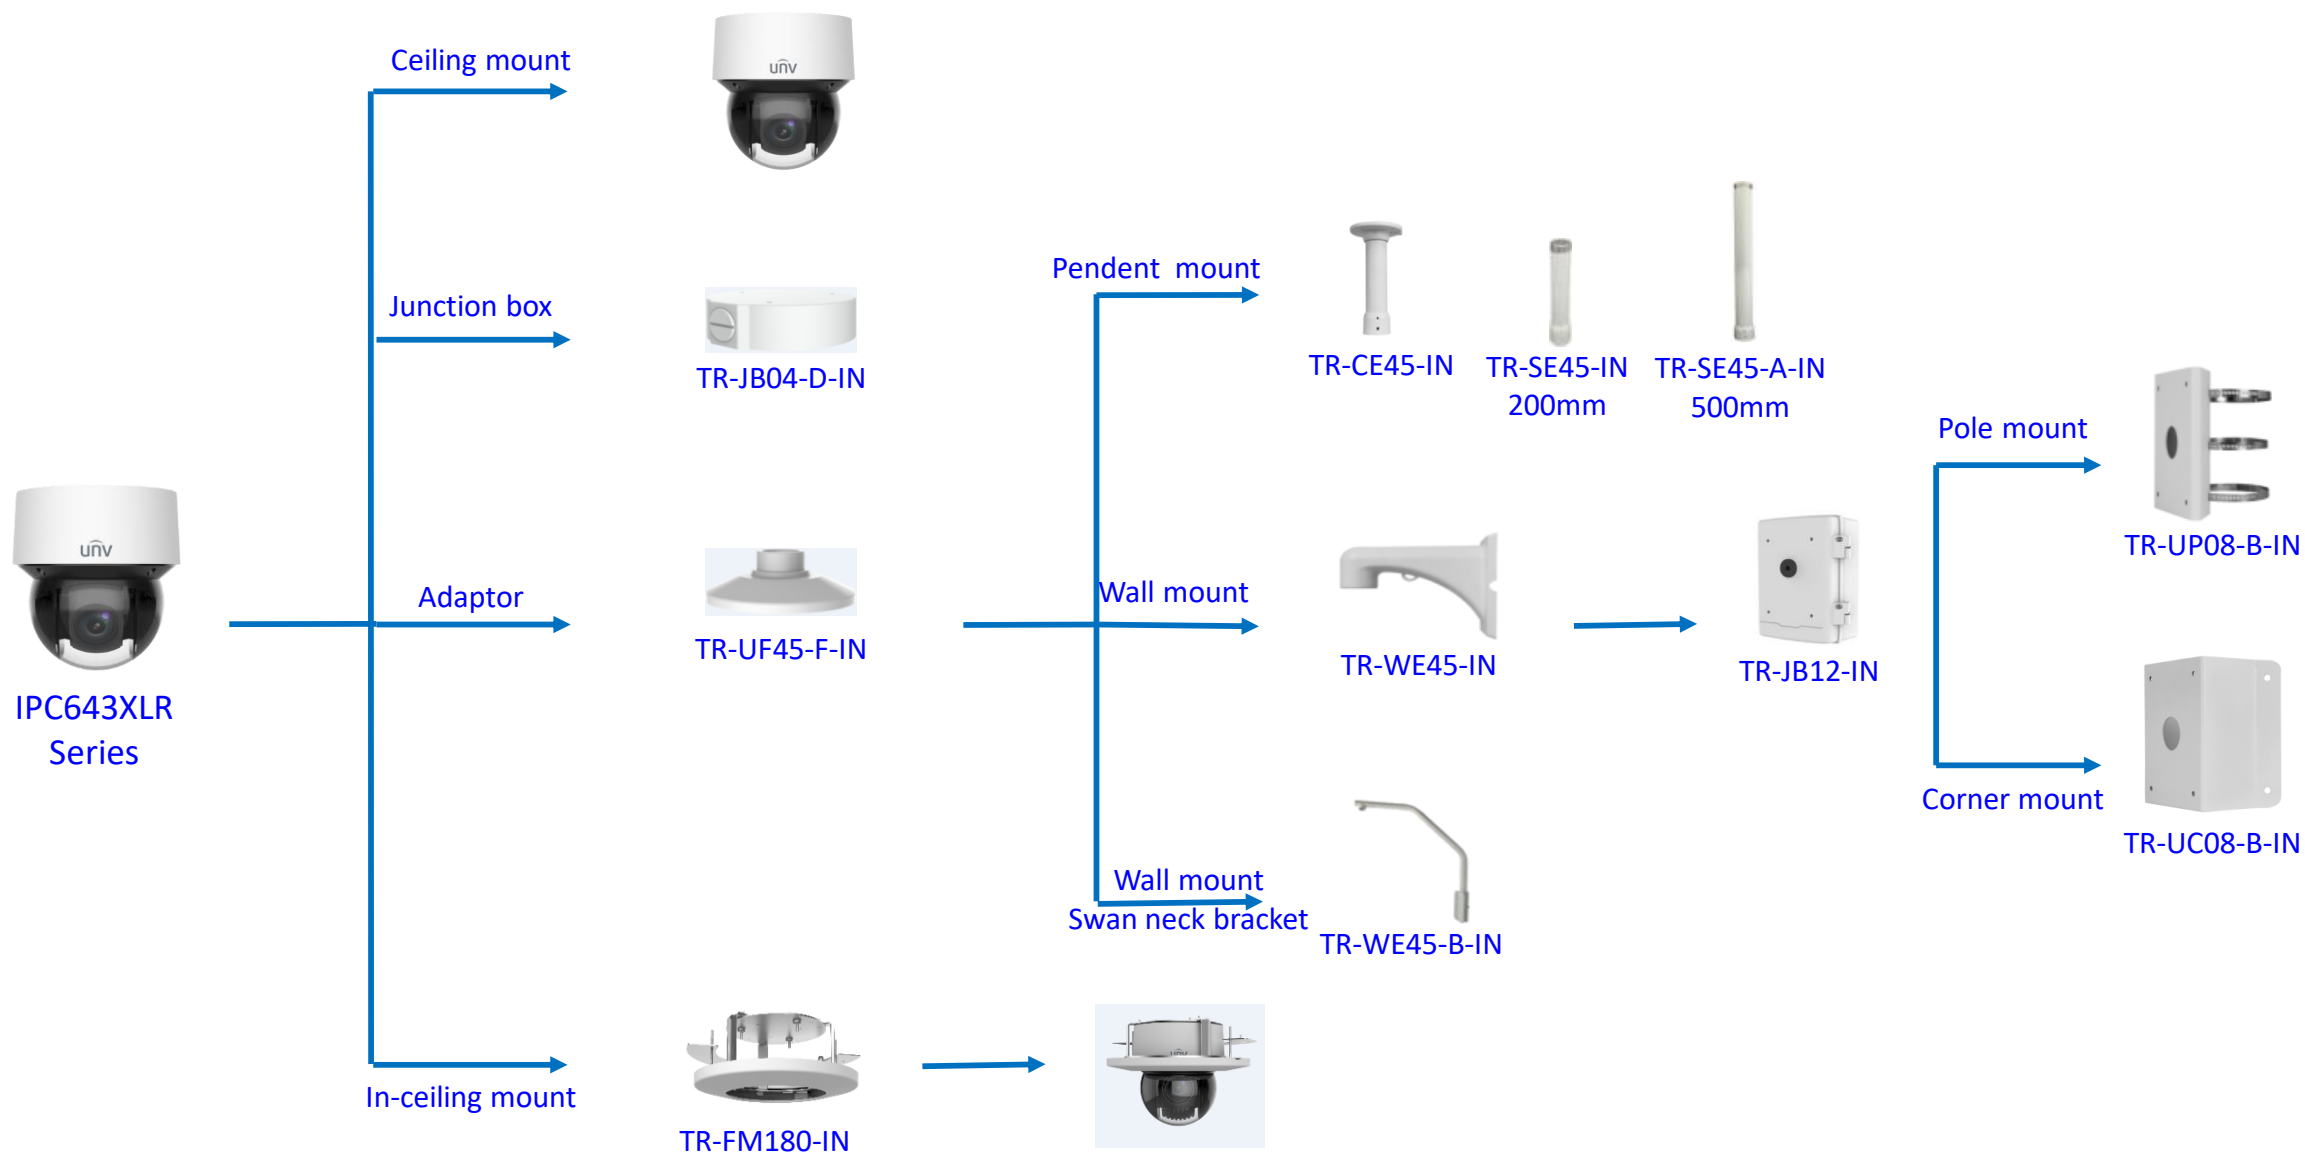 Ceiling mount
unv
Junction box
TR-JB04-D-IN
Pendent  mount
TR-CE45-IN
TR-SE45-IN
200mm
TR-SE45-A-IN
500mm
Pole mount
TR-UP08-B-IN
unv
IPC643XLR
Series
Adaptor
TR-UF45-F-IN
Wall mount
TR-WE45-IN
TR-JB12-IN
Corner mount
TR-UC08-B-IN
Wall mount
Swan neck bracket
TR-WE45-B-IN
In-ceiling mount
TR-FM180-IN
unv